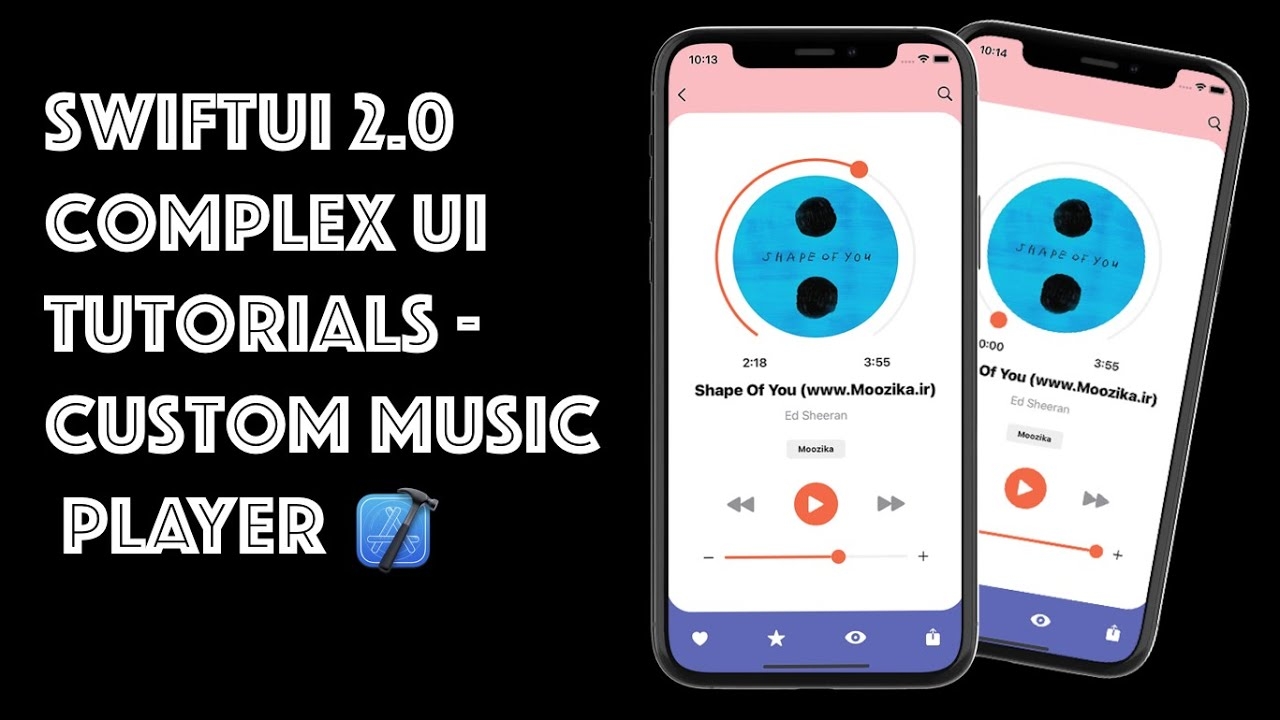 SWIFTUI 2.0
COMPLEX UI
TUTORIALS -
CUSTOM MUSIC
PLAYER
10:13
SHAPE OF YOU
2:18 3:55
Shape Of You (www.Moozika.ir)
Ed Sheeran
Moozika
10:14
SHAPE OF YOU
0:00 3:55
Of You (www.Moozika.ir)
Ed Sheeran
Moozika